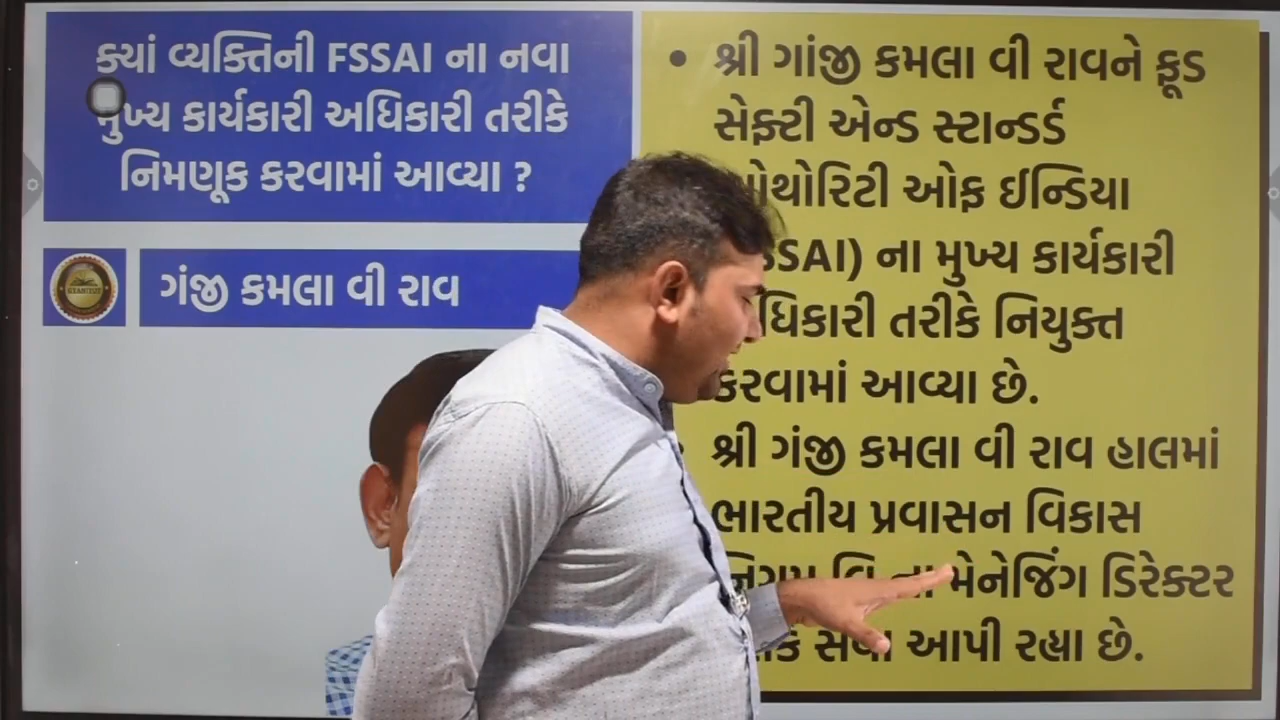 ક્યાં વ્યક્તિની FSSAI ના નવા
મુખ્ય કાર્યકારી અધિકારી તરીકે
નિમણૂક કરવામાં આવ્યા ?
ગંજી કમલા વી રાવ
• શ્રી ગાંજી કમલા વી રાવને ફૂડ
સેફ્ટી એન્ડ સ્ટાન્ડર્ડ
ઓફ ઈન્ડિયા
ના મુખ્ય કાર્યકારી
તરીકે નિયુક્ત
કરવામાં આવ્યા છે.
શ્રી ગંજી કમલા વી રાવ હાલમાં
ભારતીય પ્રવાસન વિકાસ
મેનેજિંગ ડિરેક્ટર
આપી રહ્યા છે.